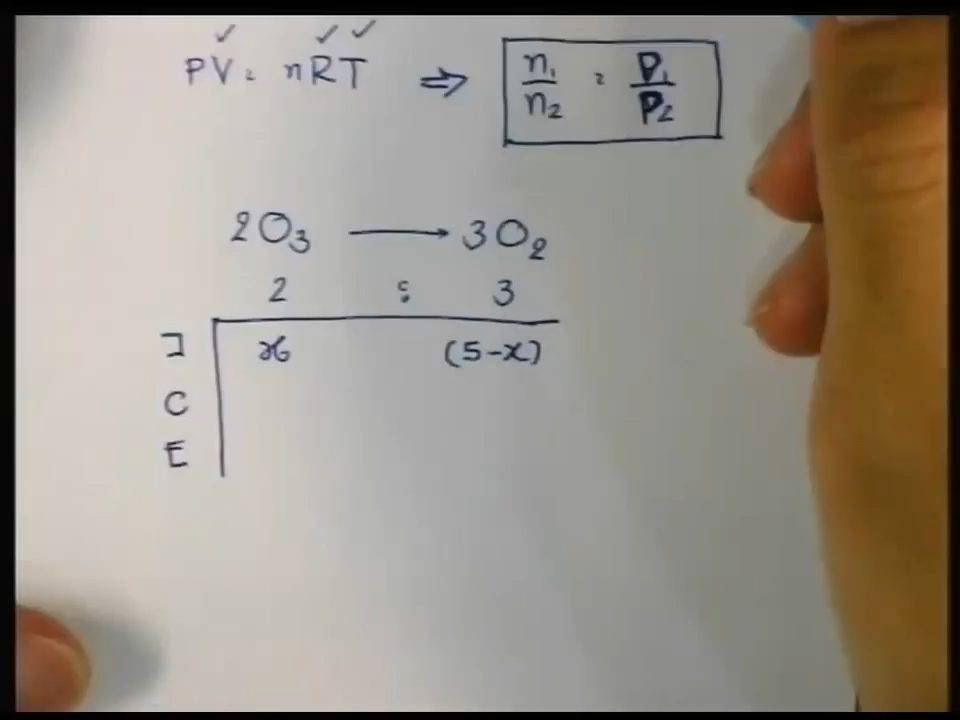 ✓ ✓ ✓
PV = nRT ⇒ n₁/n₂ = P₁/P₂
2O₃ ⟶ 3O₂
2 : 3
I x (5-x)
C
E